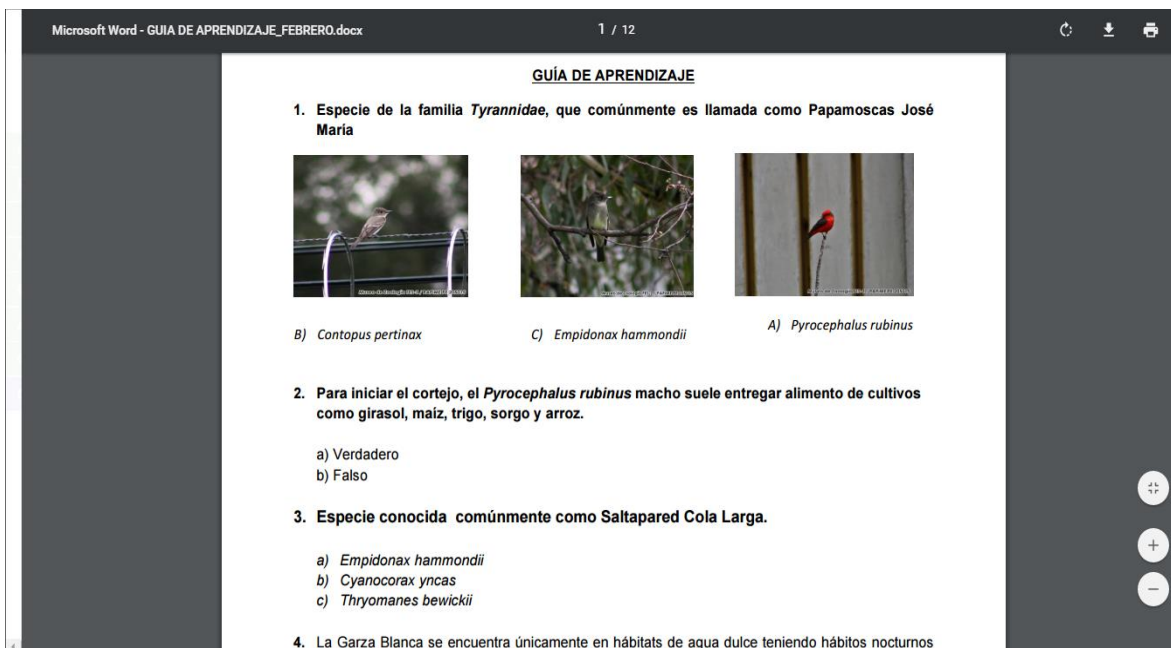 Microsoft Word - GUIA DE APRENDIZAJE_FEBRERO.docx
1 / 12
GUÍA DE APRENDIZAJE
1. Especie de la familia Tyrannidae, que comúnmente es llamada como Papamoscas José
María
B) Contopus pertinax
C) Empidonax hammondii
A) Pyrocephalus rubinus
2. Para iniciar el cortejo, el Pyrocephalus rubinus macho suele entregar alimento de cultivos
como girasol, maíz, trigo, sorgo y arroz.
a) Verdadero
b) Falso
3. Especie conocida comúnmente como Saltapared Cola Larga.
a) Empidonax hammondii
b) Cyanocorax yncas
c) Thryomanes bewickii
4. La Garza Blanca se encuentra únicamente en hábitats de agua dulce teniendo hábitos nocturnos